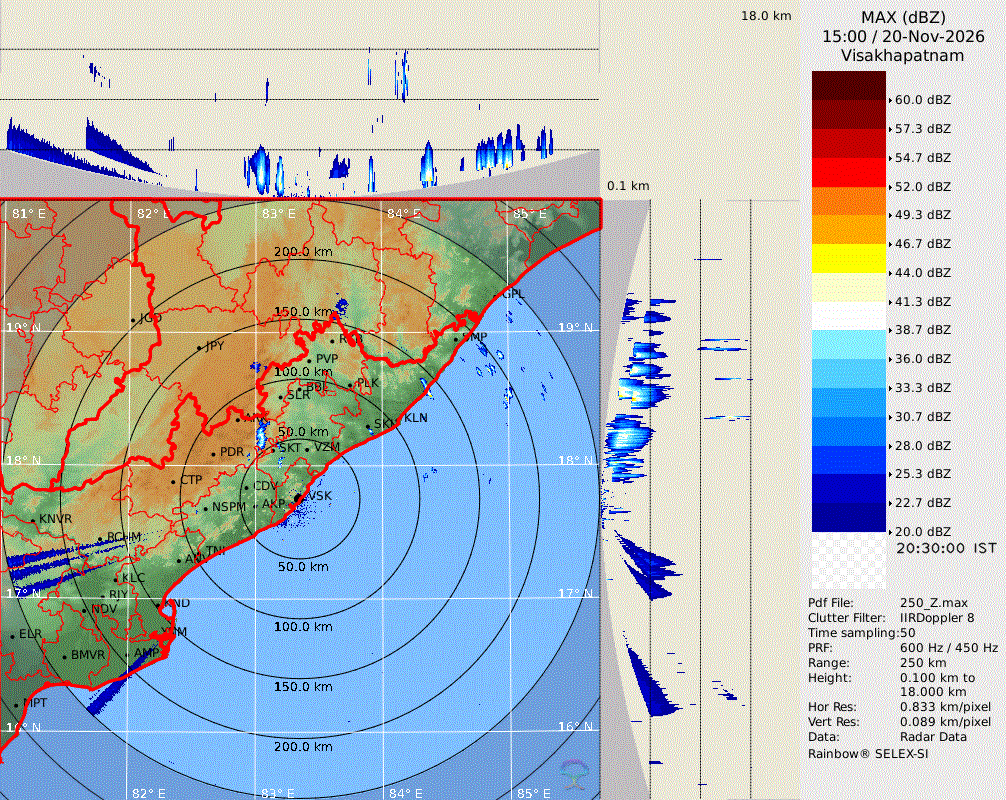 18.0 km
MAX (dBZ)
15:00 / 20-Nov-2026
Visakhapatnam
60.0 dBZ
57.3 dBZ
54.7 dBZ
52.0 dBZ
49.3 dBZ
46.7 dBZ
44.0 dBZ
41.3 dBZ
38.7 dBZ
36.0 dBZ
33.3 dBZ
30.7 dBZ
28.0 dBZ
25.3 dBZ
22.7 dBZ
20.0 dBZ
20:30:00 IST
0.1 km
81° E
82° E
83° E
84° E
85° E
200.0 km
GPL
150.0 km
JGD
19° N
19° N
JPY
PVP
100.0 km
BBL
PLK
SLR
KLN
50.0 km
SKT
VZM
PDR
18° N
18° N
CTP
CDV
VSK
NSPM
AKP
KNVR
TNI
50.0 km
KLC
RJY
17° N
17° N
KND
NDV
100.0 km
ELR
YNM
BMVR
AMP
150.0 km
MPT
16° N
16° N
200.0 km
82° E
83° E
84° E
85° E
Pdf File: 250_Z.max
Clutter Filter: IIRDoppler 8
Time sampling:50
PRF: 600 Hz / 450 Hz
Range: 250 km
Height: 0.100 km to
18.000 km
Hor Res: 0.833 km/pixel
Vert Res: 0.089 km/pixel
Data: Radar Data
Rainbow® SELEX-SI